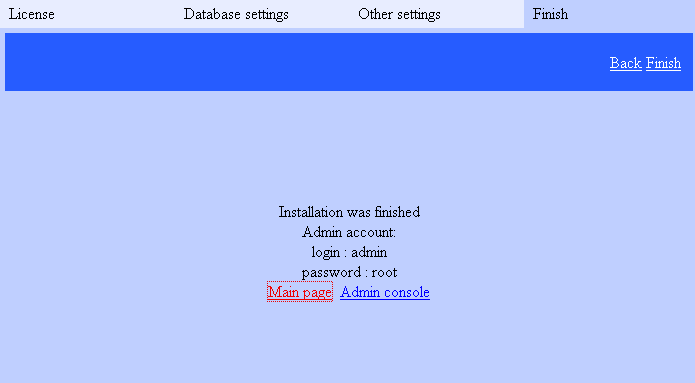 License Database settings Other settings Finish
Back Finish
Installation was finished
Admin account:
login : admin
password : root
Main page Admin console